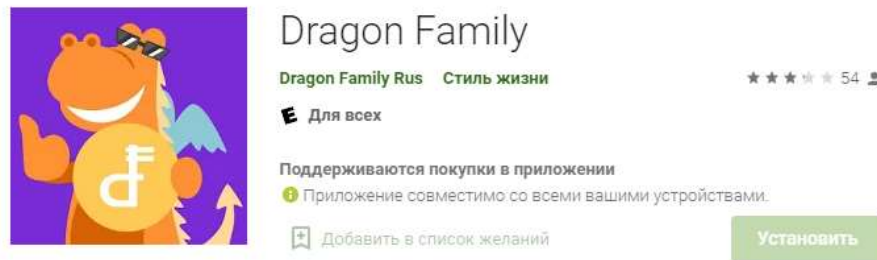 Dragon Family
Dragon Family Rus Стиль жизни 54
E Для всех
Поддерживаются покупки в приложении
Приложение совместимо со всеми вашими устройствами.
Добавить в список желаний Установить